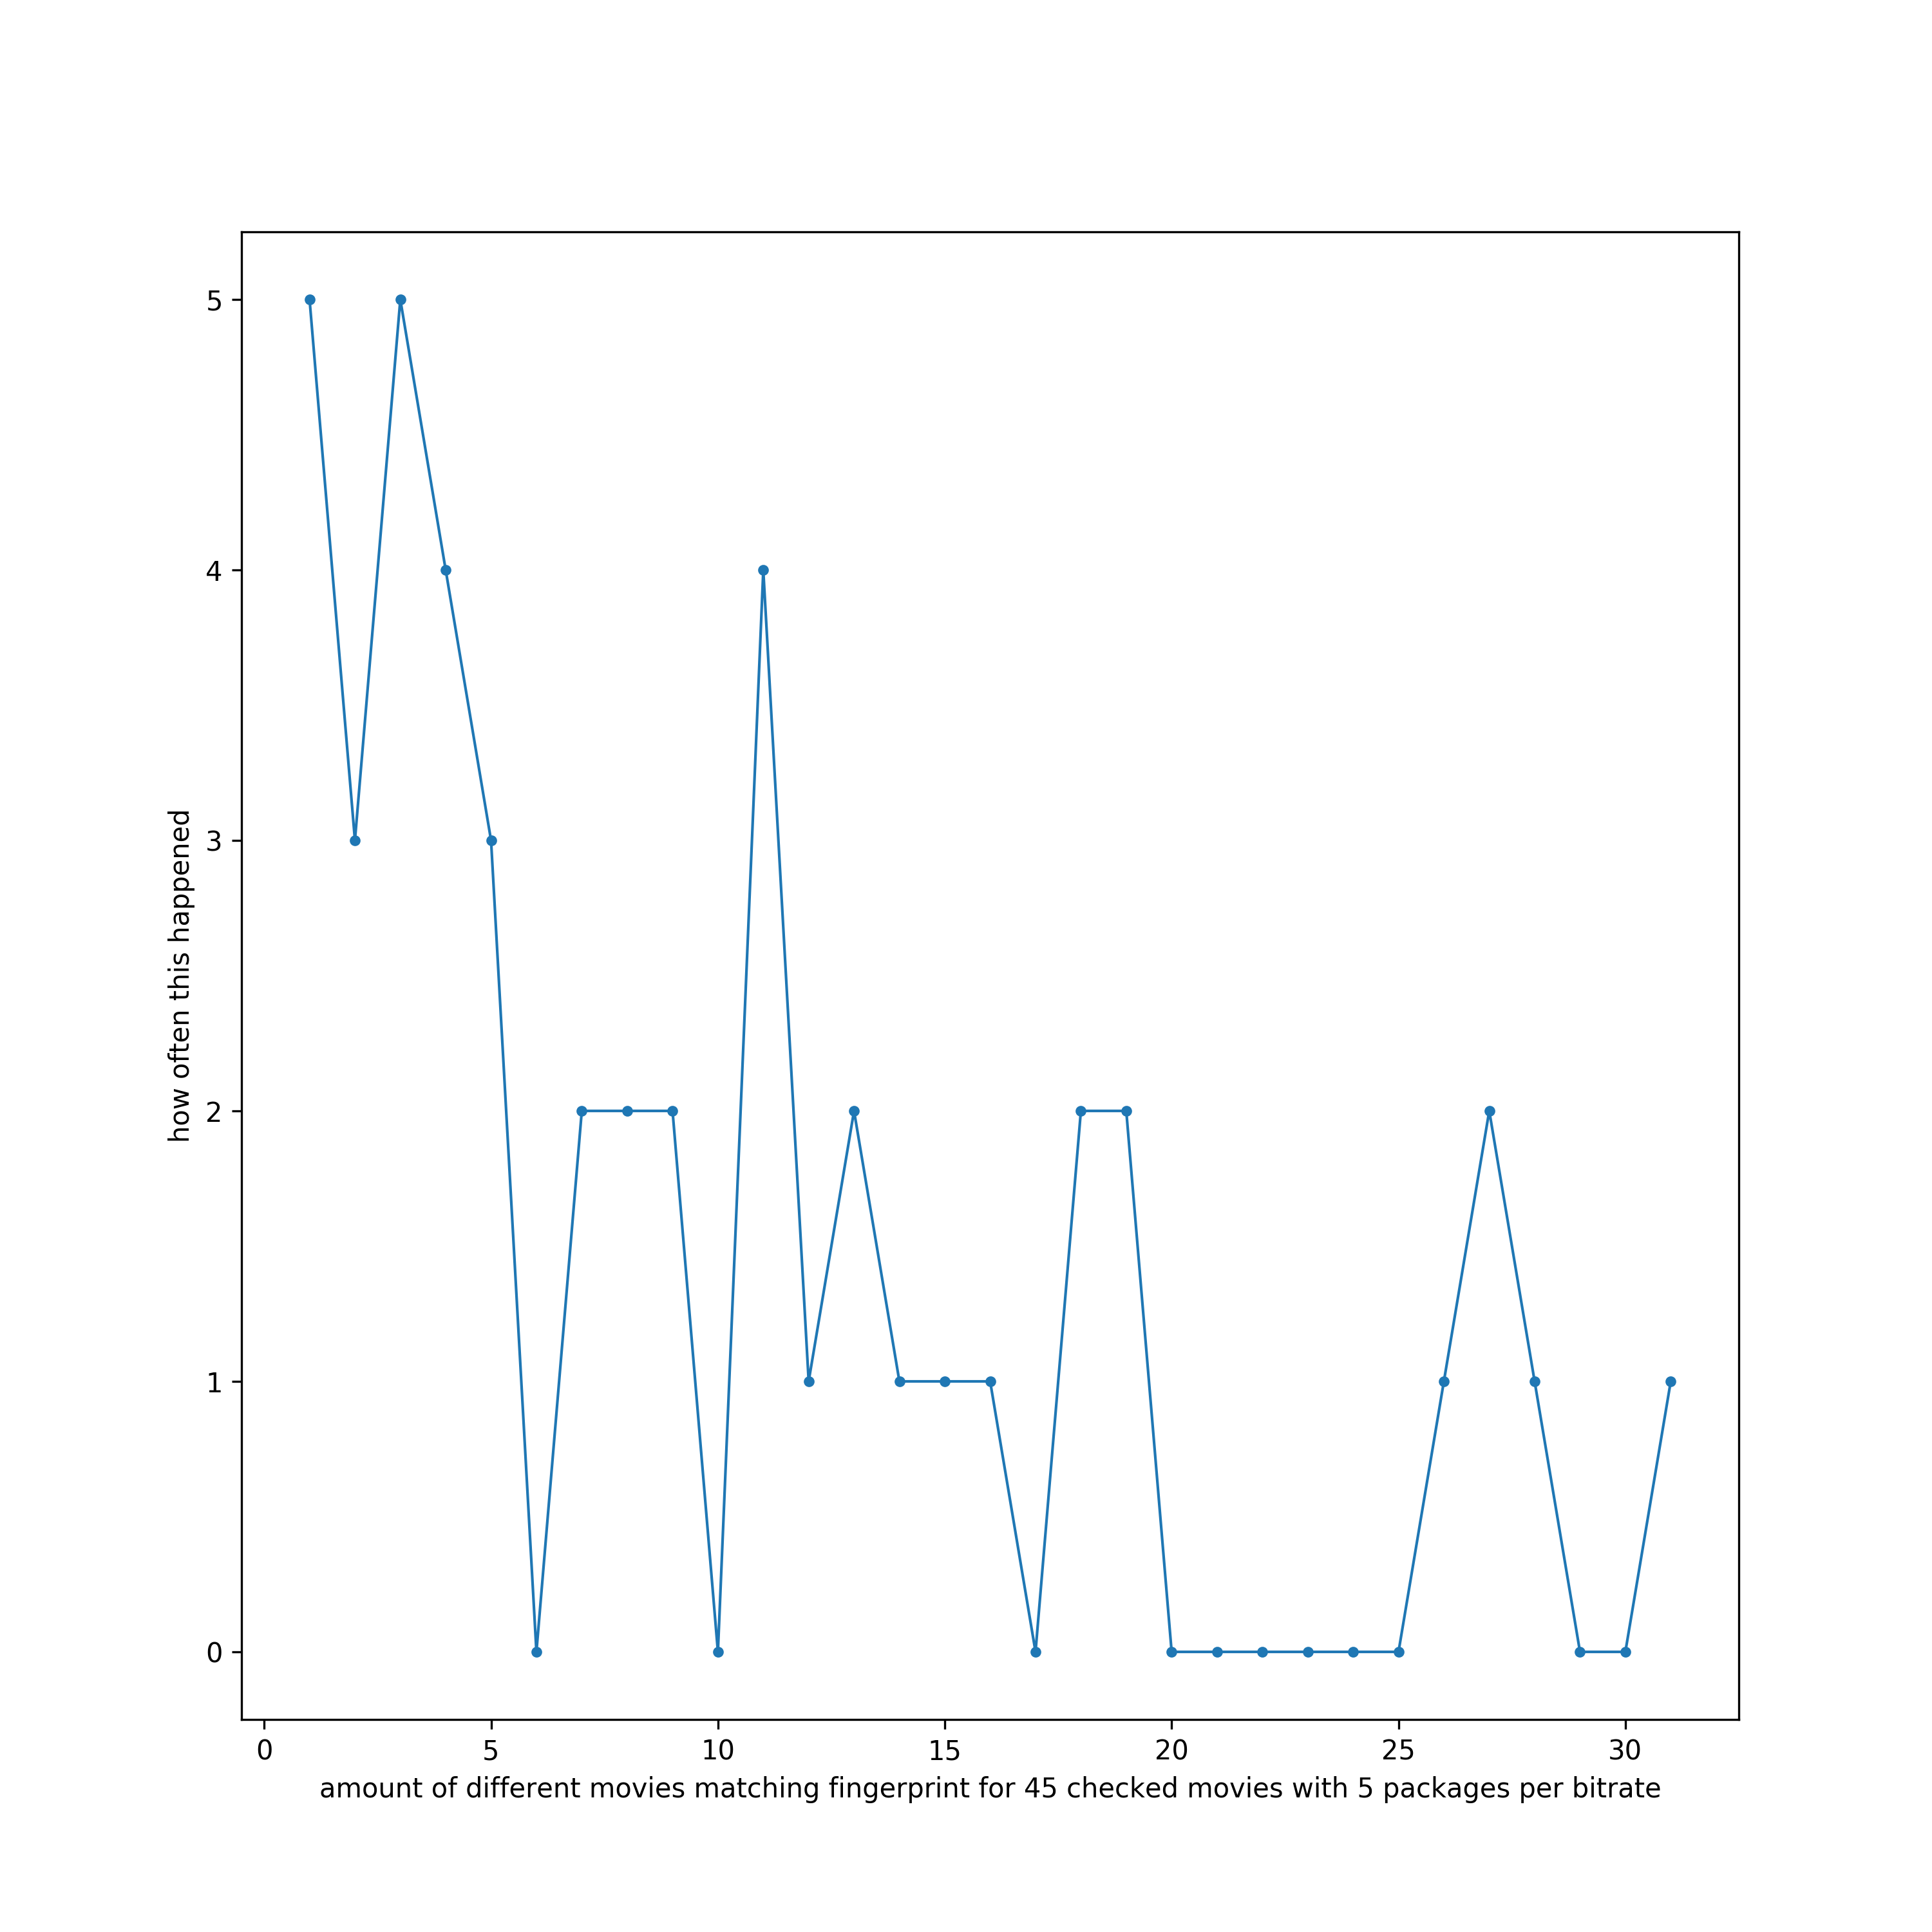 5
4
3
2
1
0
how often this happened
0 5 10 15 20 25 30
amount of different movies matching fingerprint for 45 checked movies with 5 packages per bitrate